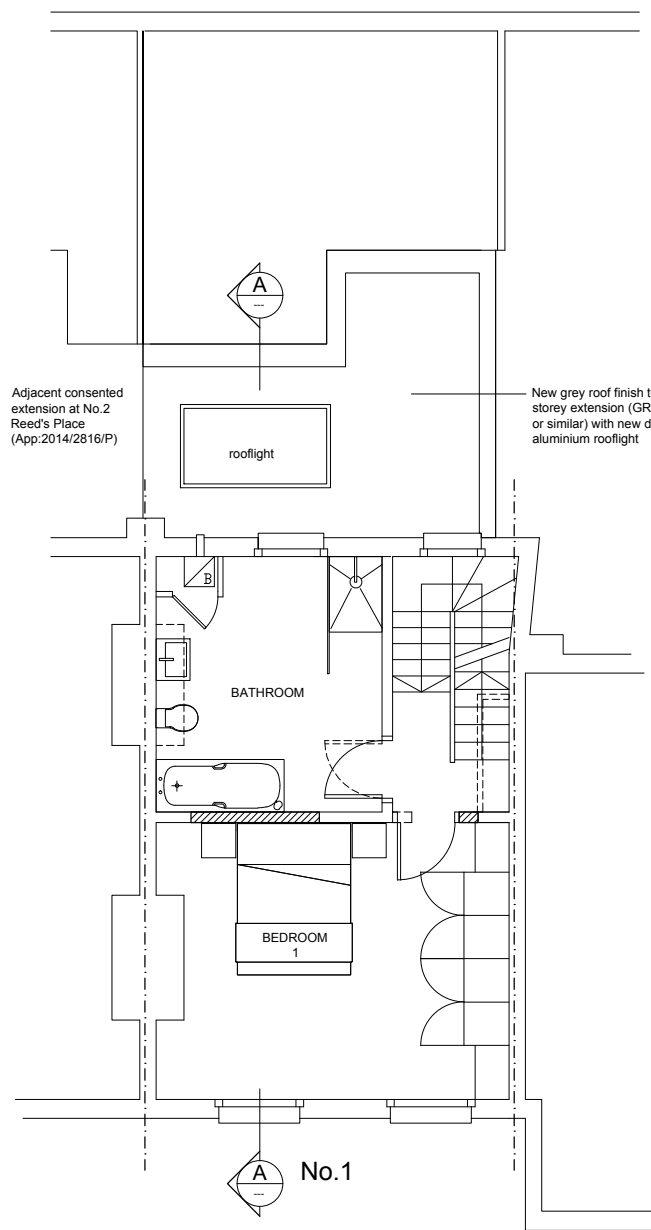 A
---
Adjacent consented
extension at No.2
Reed's Place
(App:2014/2816/P)
New grey roof finish t
storey extension (GR
or similar) with new d
aluminium rooflight
rooflight
B
BATHROOM
BEDROOM
1
A
---
No.1